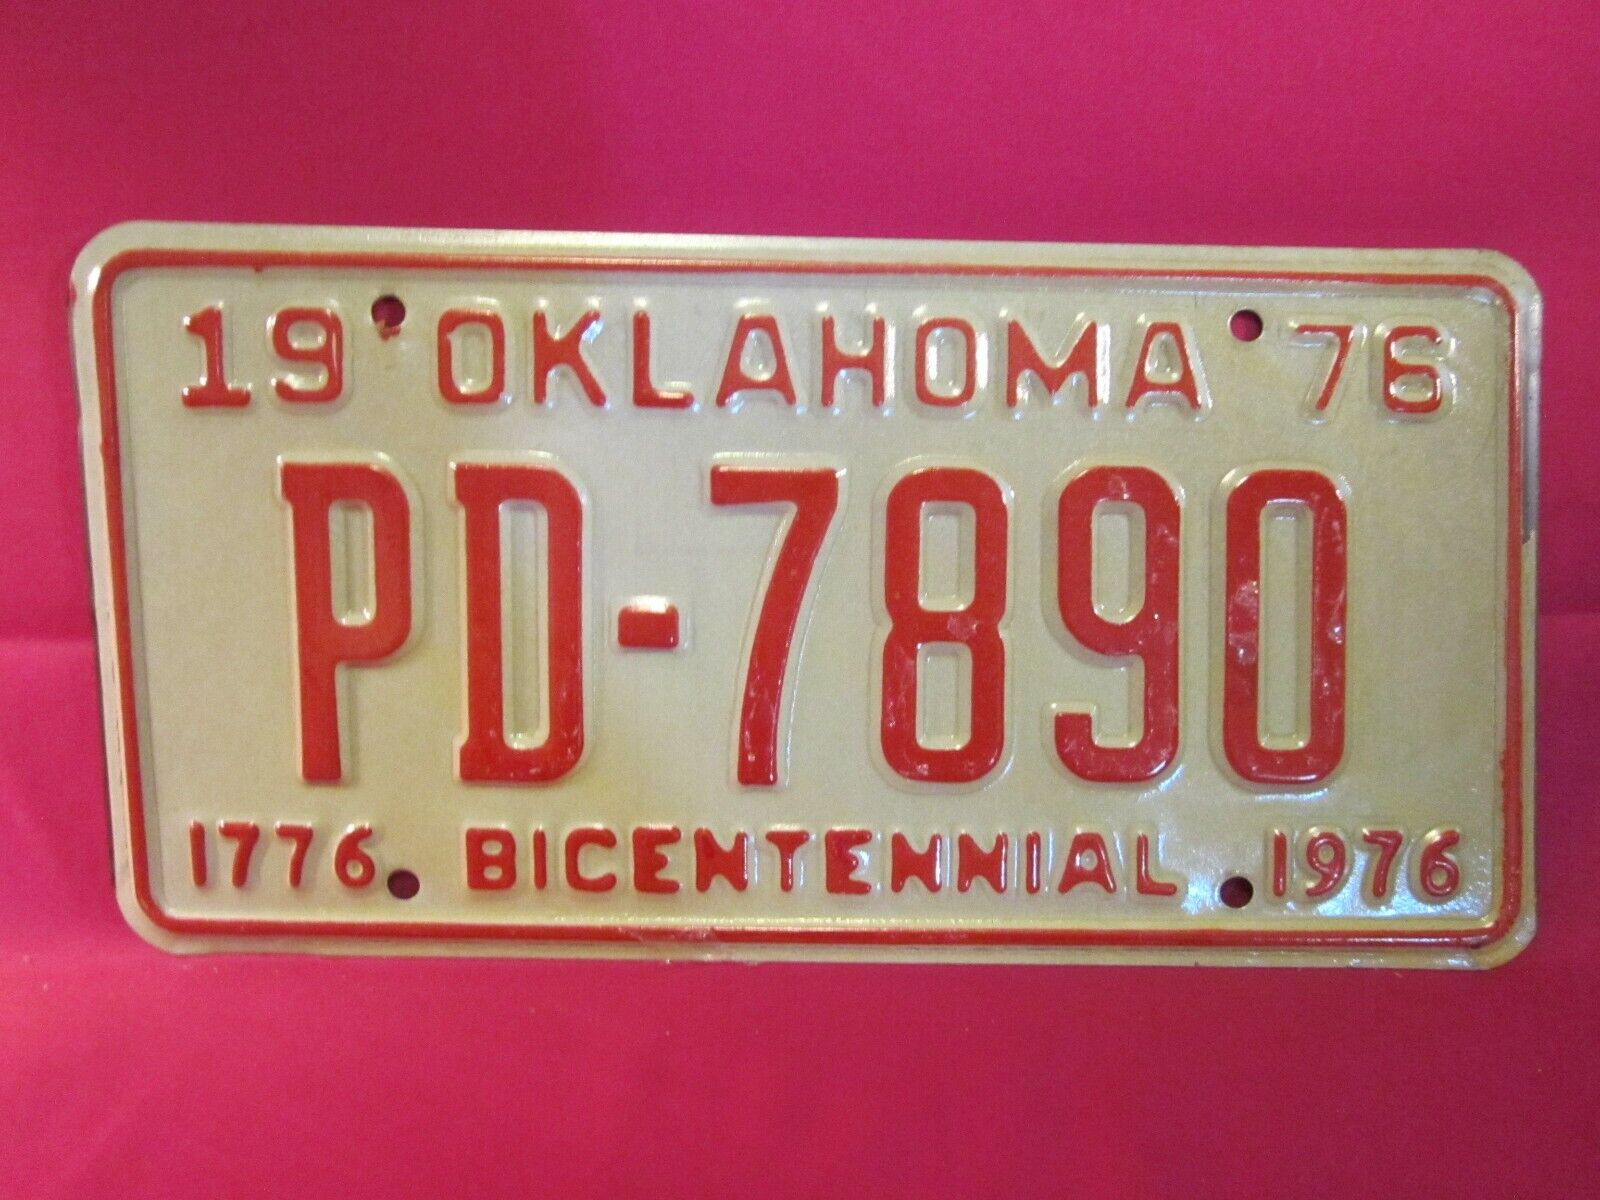 19 OKLAHOMA 76
PD-7890
1776 BICENTENNIAL 1976